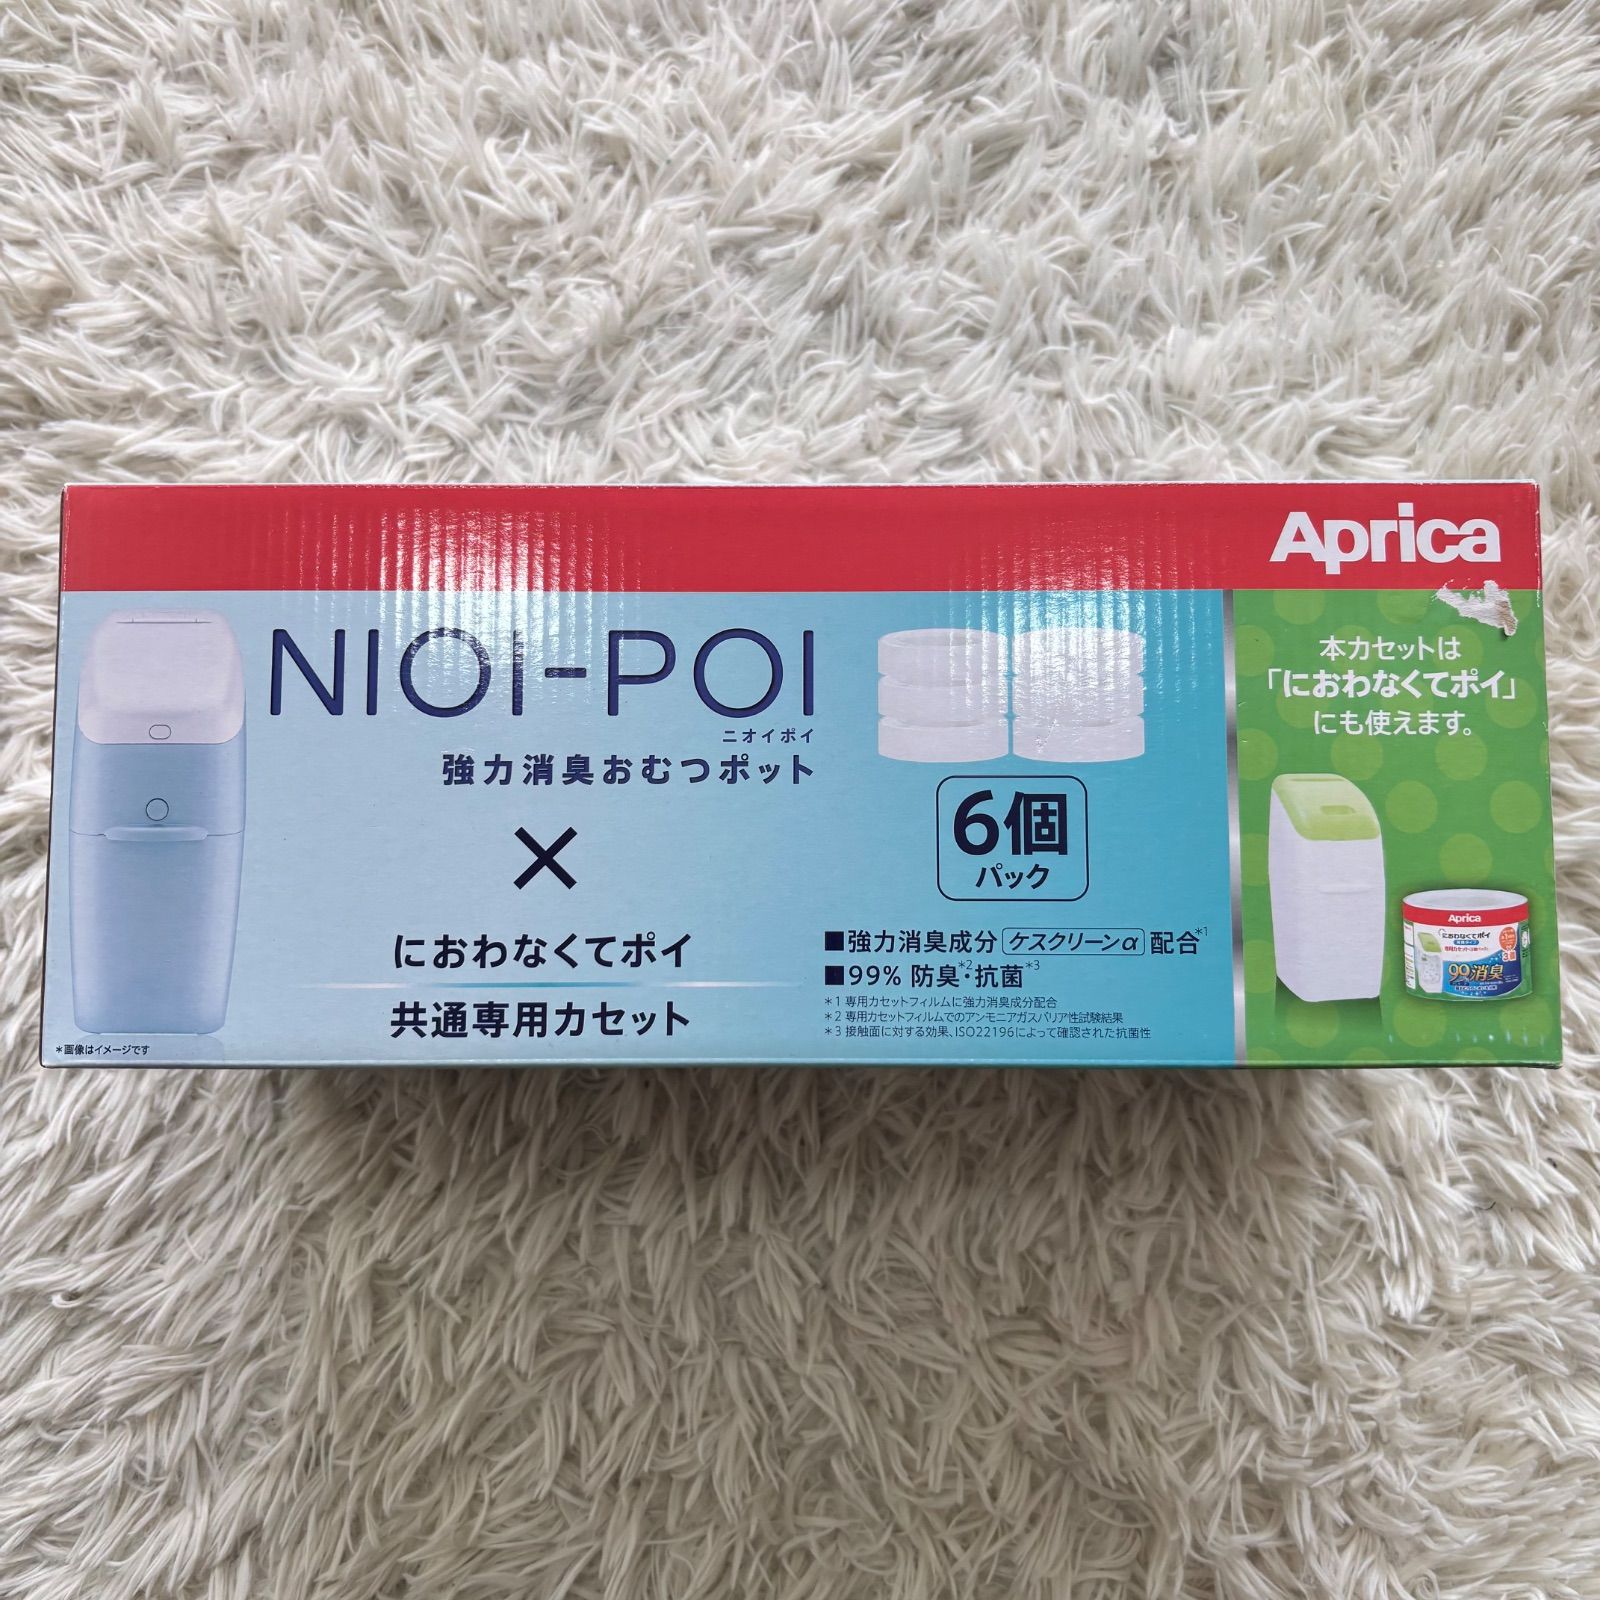 Aprica
NIOI-POI
ニオイポイ
強力消臭おむつポット
×
におわなくてポイ
共通専用カセット
*画像はイメージです
6個
パック
■強力消臭成分 ケスクリーンα 配合*1
■99% 防臭*2・抗菌*3
*1 専用カセットフィルムに強力消臭成分配合
*2 専用カセットフィルムでのアンモニアガスバリア性試験結果
*3 接触面に対する効果、ISO22196によって確認された抗菌性
本カセットは
「におわなくてポイ」
にも使えます。
Aprica
におわなくてポイ
99消臭